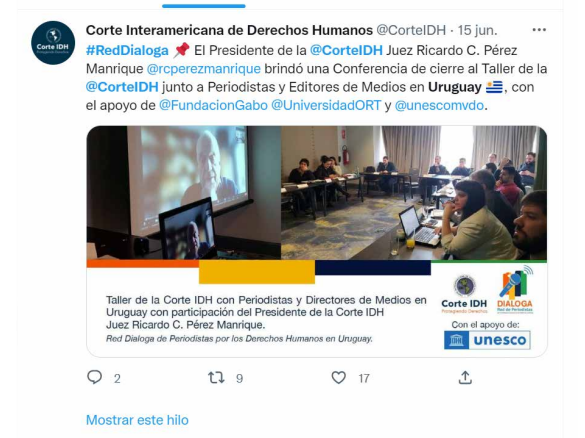 Corte Interamericana de Derechos Humanos @CorteIDH · 15 jun.
#RedDialoga 📌 El Presidente de la @CorteIDH Juez Ricardo C. Pérez
Manrique @rcperezmanrique brindó una Conferencia de cierre al Taller de la
@CorteIDH junto a Periodistas y Editores de Medios en Uruguay 🇺🇾, con
el apoyo de @FundacionGabo @UniversidadORT y @unescomvdo.
Taller de la Corte IDH con Periodistas y Directores de Medios en
Uruguay con participación del Presidente de la Corte IDH
Juez Ricardo C. Pérez Manrique.
Red Dialoga de Periodistas por los Derechos Humanos en Uruguay.
Corte IDH
Protegiendo Derechos
DIALOGA
Red de Periodistas
Con el apoyo de:
unesco
2 9 17
Mostrar este hilo